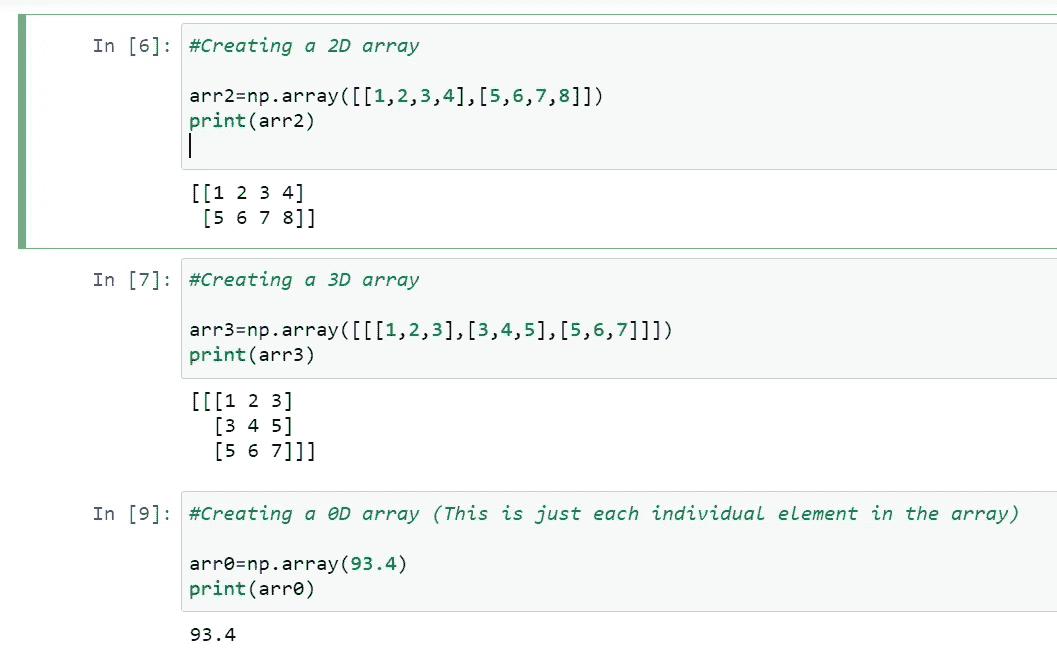 In [6]: #Creating a 2D array
arr2=np.array([[1,2,3,4],[5,6,7,8]])
print(arr2)
[[1 2 3 4]
 [5 6 7 8]]
In [7]: #Creating a 3D array
arr3=np.array([[[1,2,3],[3,4,5],[5,6,7]]])
print(arr3)
[[[1 2 3]
  [3 4 5]
  [5 6 7]]]
In [9]: #Creating a 0D array (This is just each individual element in the array)
arr0=np.array(93.4)
print(arr0)
93.4